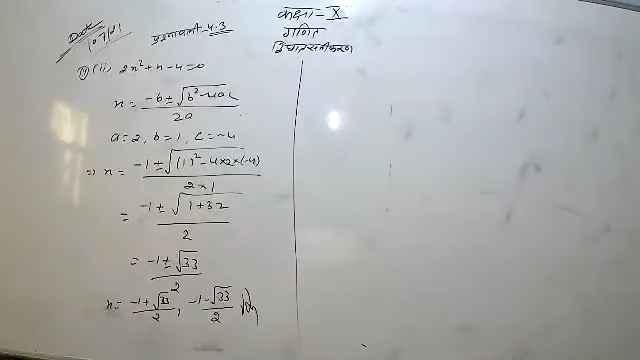 Date
10/7/21
प्रश्नावली - 4.3
कक्षा - X
गणित
द्विघात समीकरण
(ii) 2x² + x - 4 = 0
x = -b ± √b² - 4ac / 2a
a = 2, b = 1, c = -4
⇒ x = -1 ± √(1)² - 4×2×(-4) / 2×1
= -1 ± √1 + 32 / 2
= -1 ± √33 / 2
x = -1 + √33 / 2, -1 - √33 / 2